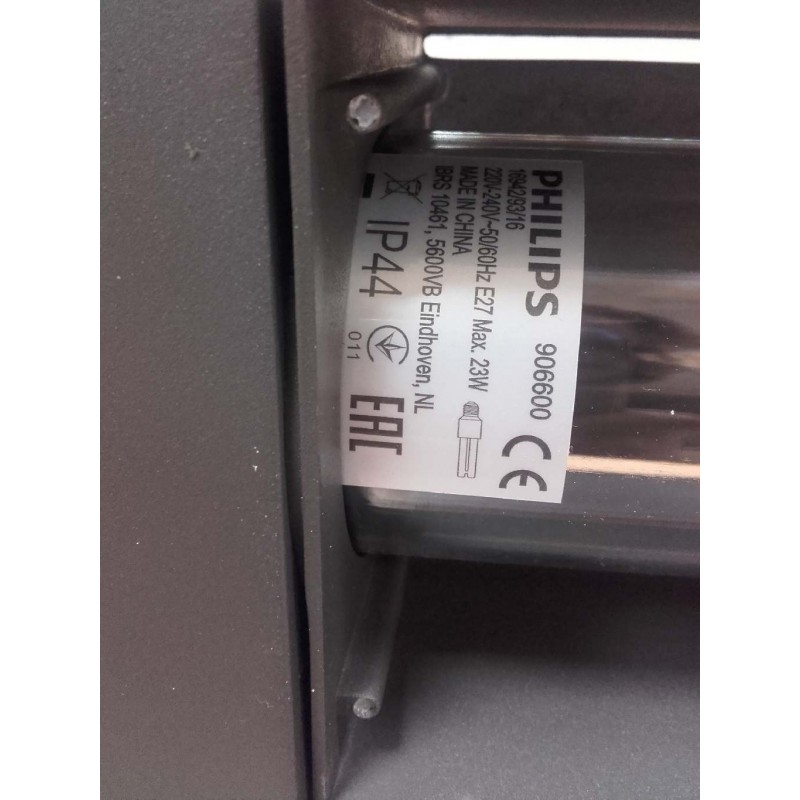 PHILIPS 906600 CE
16942/93/16
220V-240V~50/60Hz E27 Max. 23W
MADE IN CHINA
IBRS 10461, 5600VB Eindhoven, NL
IP44
011
EAC